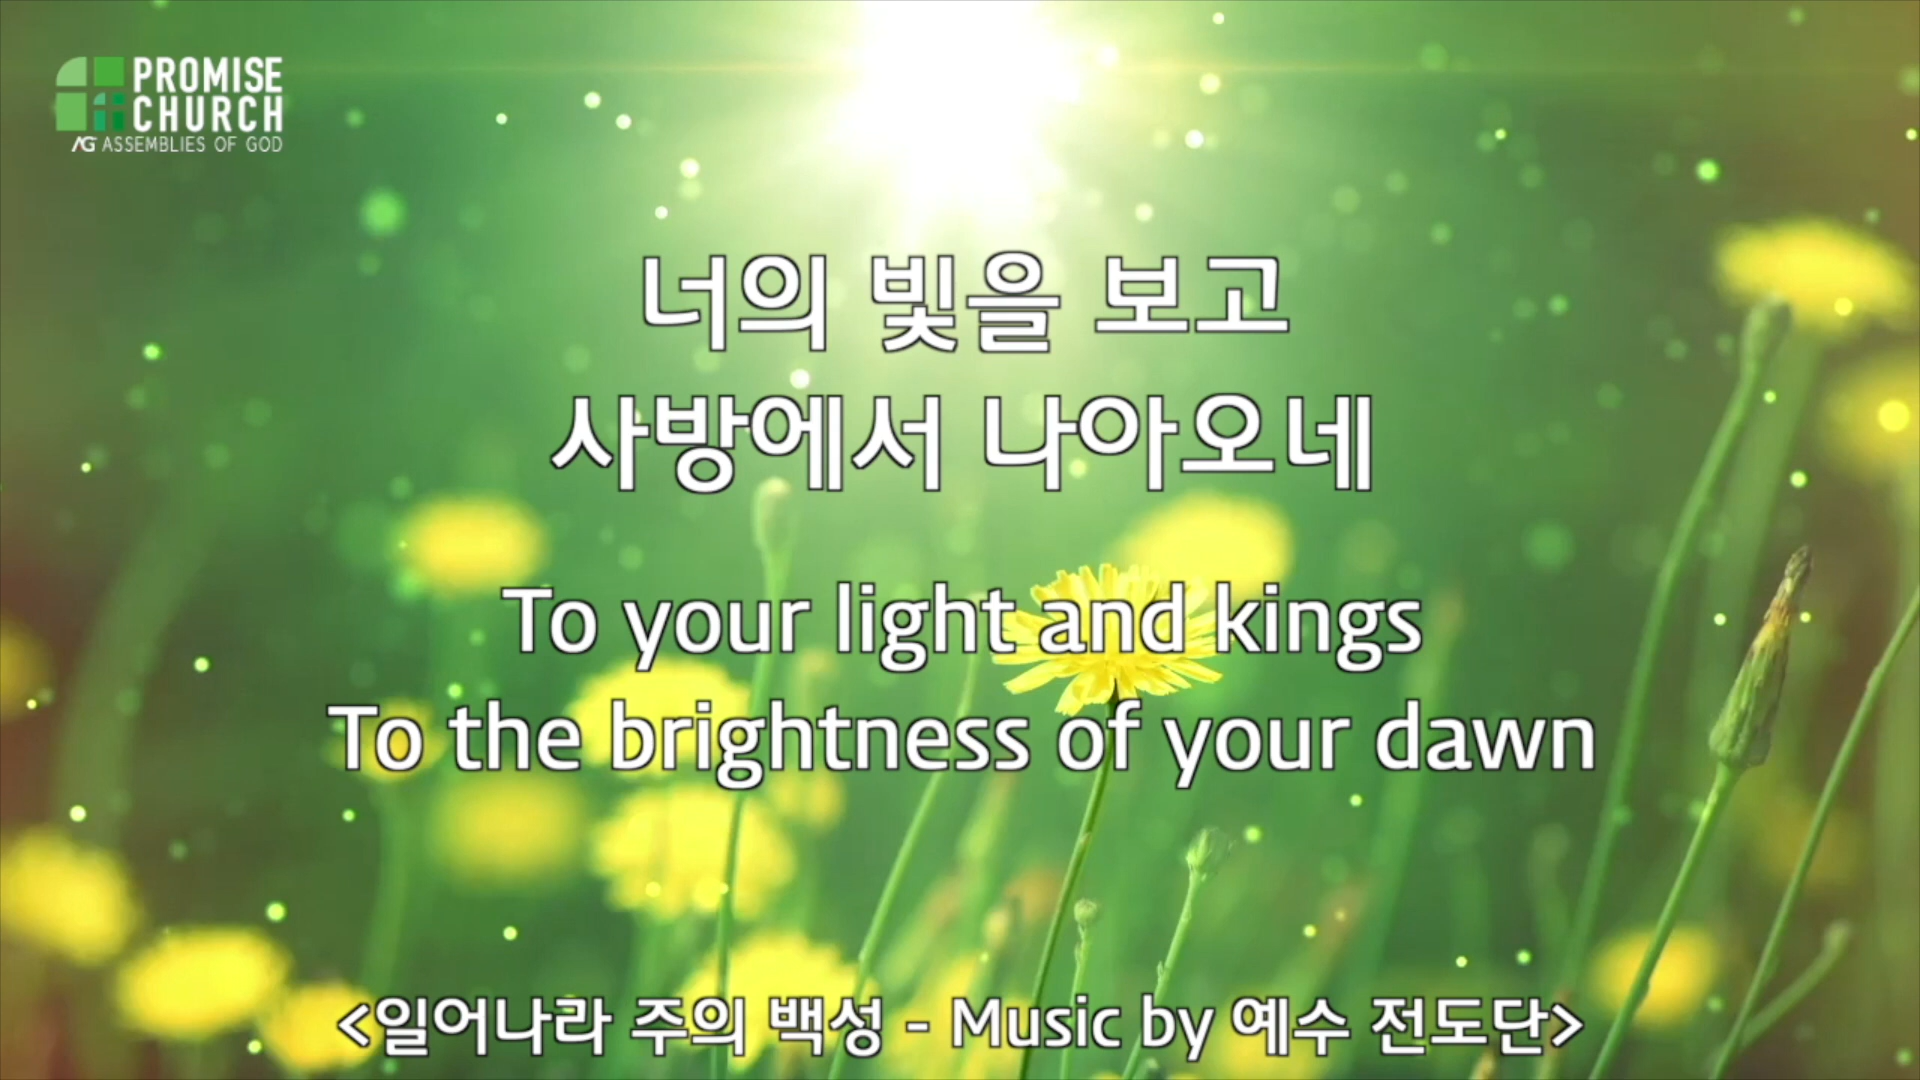 PROMISE
CHURCH
AG ASSEMBLIES OF GOD
너의 빛을 보고
사방에서 나아오네
To your light and kings
To the brightness of your dawn
<일어나라 주의 백성 - Music by 예수 전도단>